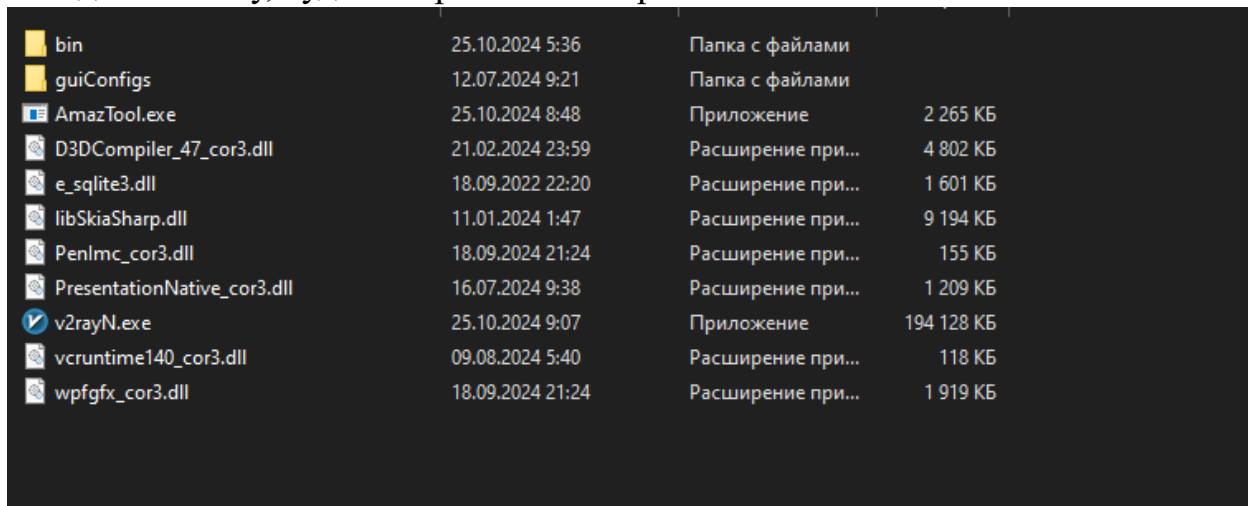 bin 25.10.2024 5:36 Папка с файлами
guiConfigs 12.07.2024 9:21 Папка с файлами
AmazTool.exe 25.10.2024 8:48 Приложение 2 265 КБ
D3DCompiler_47_cor3.dll 21.02.2024 23:59 Расширение при... 4 802 КБ
e_sqlite3.dll 18.09.2022 22:20 Расширение при... 1 601 КБ
libSkiaSharp.dll 11.01.2024 1:47 Расширение при... 9 194 КБ
PenImc_cor3.dll 18.09.2024 21:24 Расширение при... 155 КБ
PresentationNative_cor3.dll 16.07.2024 9:38 Расширение при... 1 209 КБ
v2rayN.exe 25.10.2024 9:07 Приложение 194 128 КБ
vcruntime140_cor3.dll 09.08.2024 5:40 Расширение при... 118 КБ
wpfgfx_cor3.dll 18.09.2024 21:24 Расширение при... 1 919 КБ